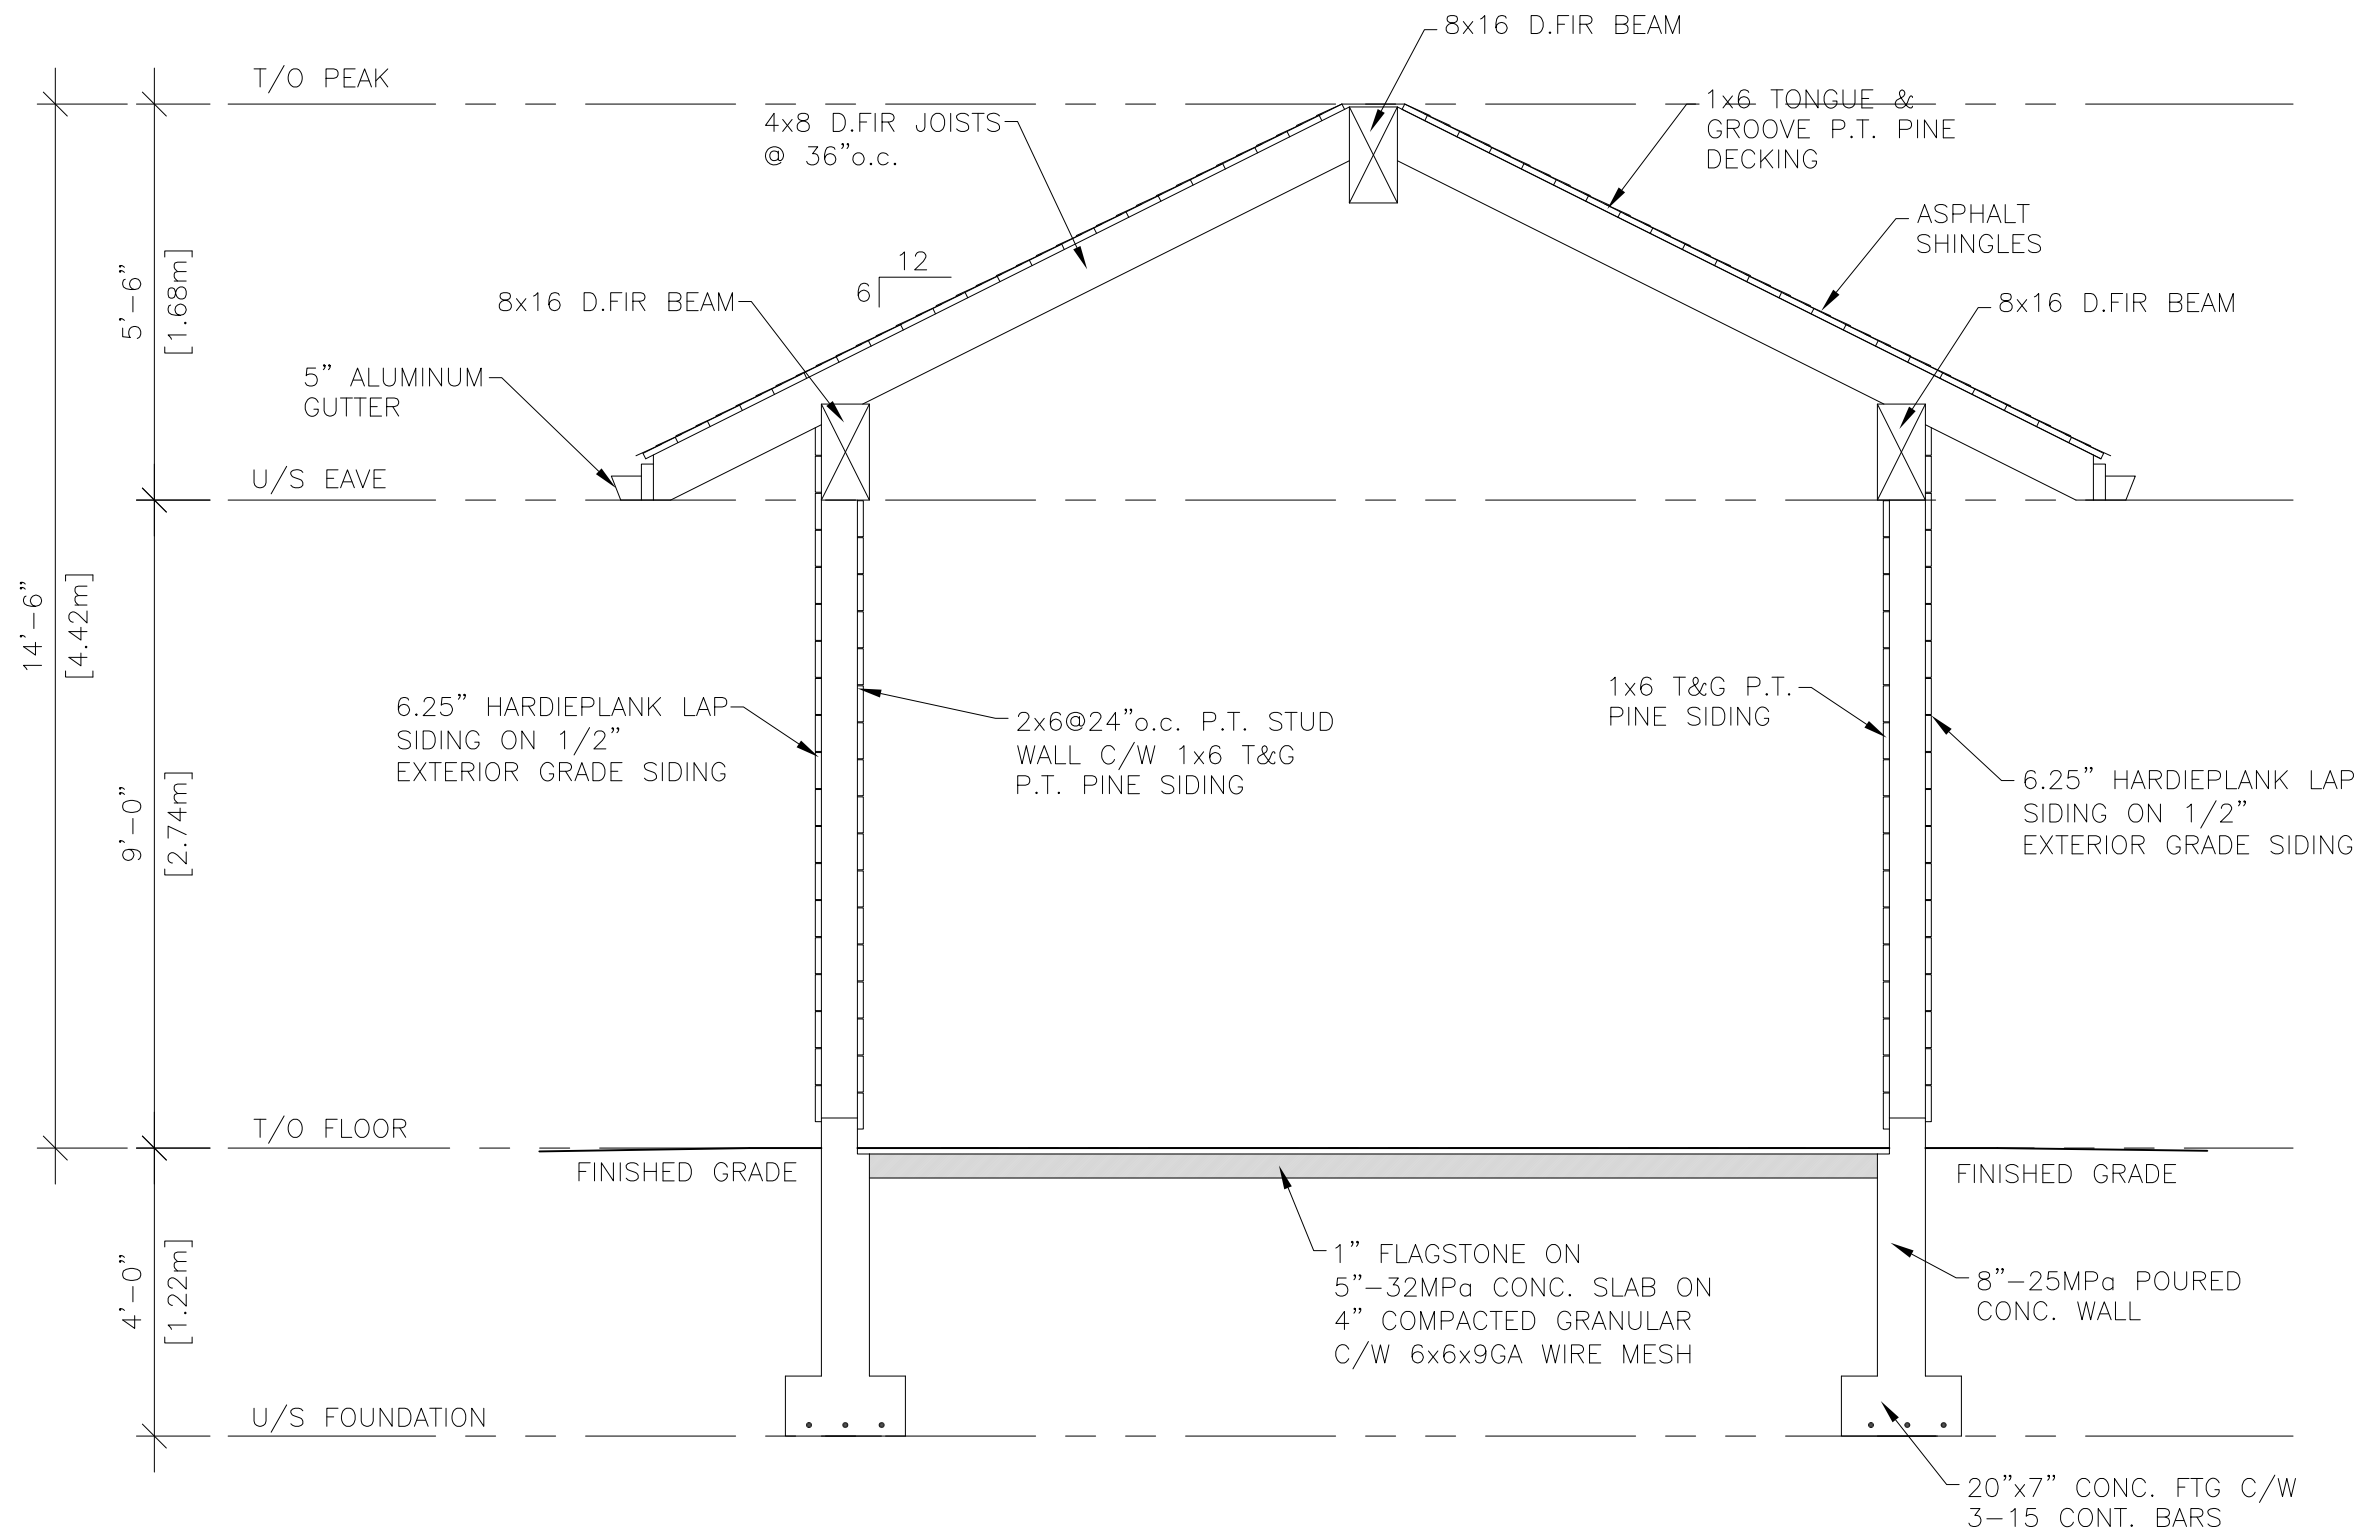 8x16 D.FIR BEAM
T/O PEAK
1x6 TONGUE &
GROOVE P.T. PINE
DECKING
4x8 D.FIR JOISTS
@ 36"o.c.
ASPHALT
SHINGLES
12
6
8x16 D.FIR BEAM
8x16 D.FIR BEAM
5'-6"
[1.68m]
5" ALUMINUM
GUTTER
U/S EAVE
14'-6"
[4.42m]
6.25" HARDIEPLANK LAP
SIDING ON 1/2"
EXTERIOR GRADE SIDING
2x6@24"o.c. P.T. STUD
WALL C/W 1x6 T&G
P.T. PINE SIDING
1x6 T&G P.T.
PINE SIDING
6.25" HARDIEPLANK LAP
SIDING ON 1/2"
EXTERIOR GRADE SIDING
9'-0"
[2.74m]
T/O FLOOR
FINISHED GRADE
FINISHED GRADE
1" FLAGSTONE ON
5"-32MPa CONC. SLAB ON
4" COMPACTED GRANULAR
C/W 6x6x9GA WIRE MESH
8"-25MPa POURED
CONC. WALL
4'-0"
[1.22m]
U/S FOUNDATION
20"x7" CONC. FTG C/W
3-15 CONT. BARS